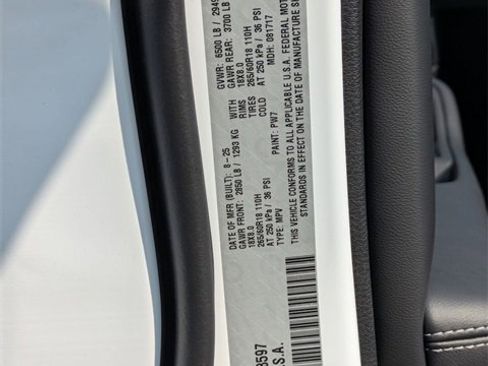 DATE OF MFR (BUILT): 8-25 GVWR: 6500 LB /
GAWR FRONT: 2850 LB / 1293 KG WITH GAWR REAR: 3700 LB
18X8.0 RIMS 18X8.0
265/60R18 110H TIRES 265/60R18 110H
AT 250 kPa / 36 PSI COLD AT 250 kPa / 36 PSI
TYPE: MPV PAINT: PW7 MDH: 081717
THIS VEHICLE CONFORMS TO ALL APPLICABLE U.S.A. FEDERAL
STANDARDS IN EFFECT ON THE DATE OF MANUFACTURE